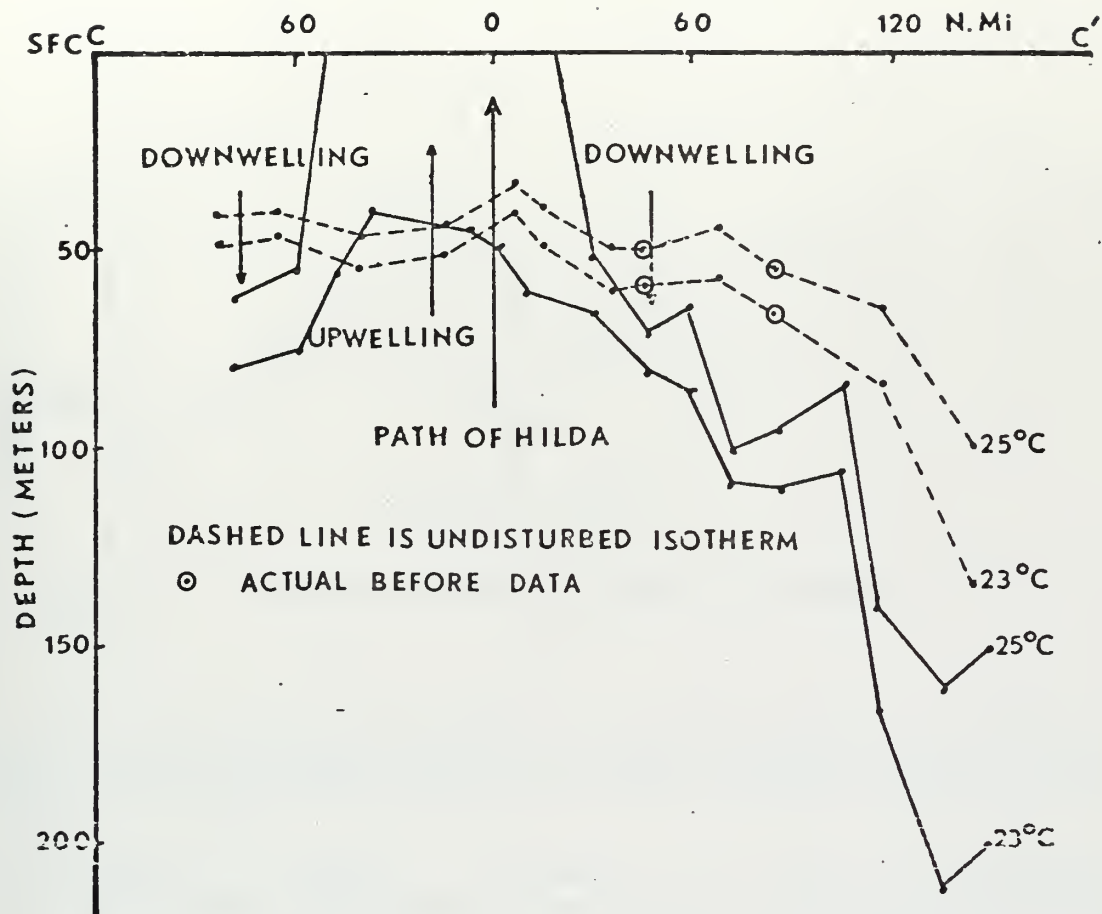 60 0 60 120 N.Mi
SFC C C'
DOWNWELLING DOWNWELLING
50
UPWELLING
PATH OF HILDA
DEPTH (METERS)
100
25°C
DASHED LINE IS UNDISTURBED ISOTHERM
⊙ ACTUAL BEFORE DATA
23°C
150
25°C
200
23°C